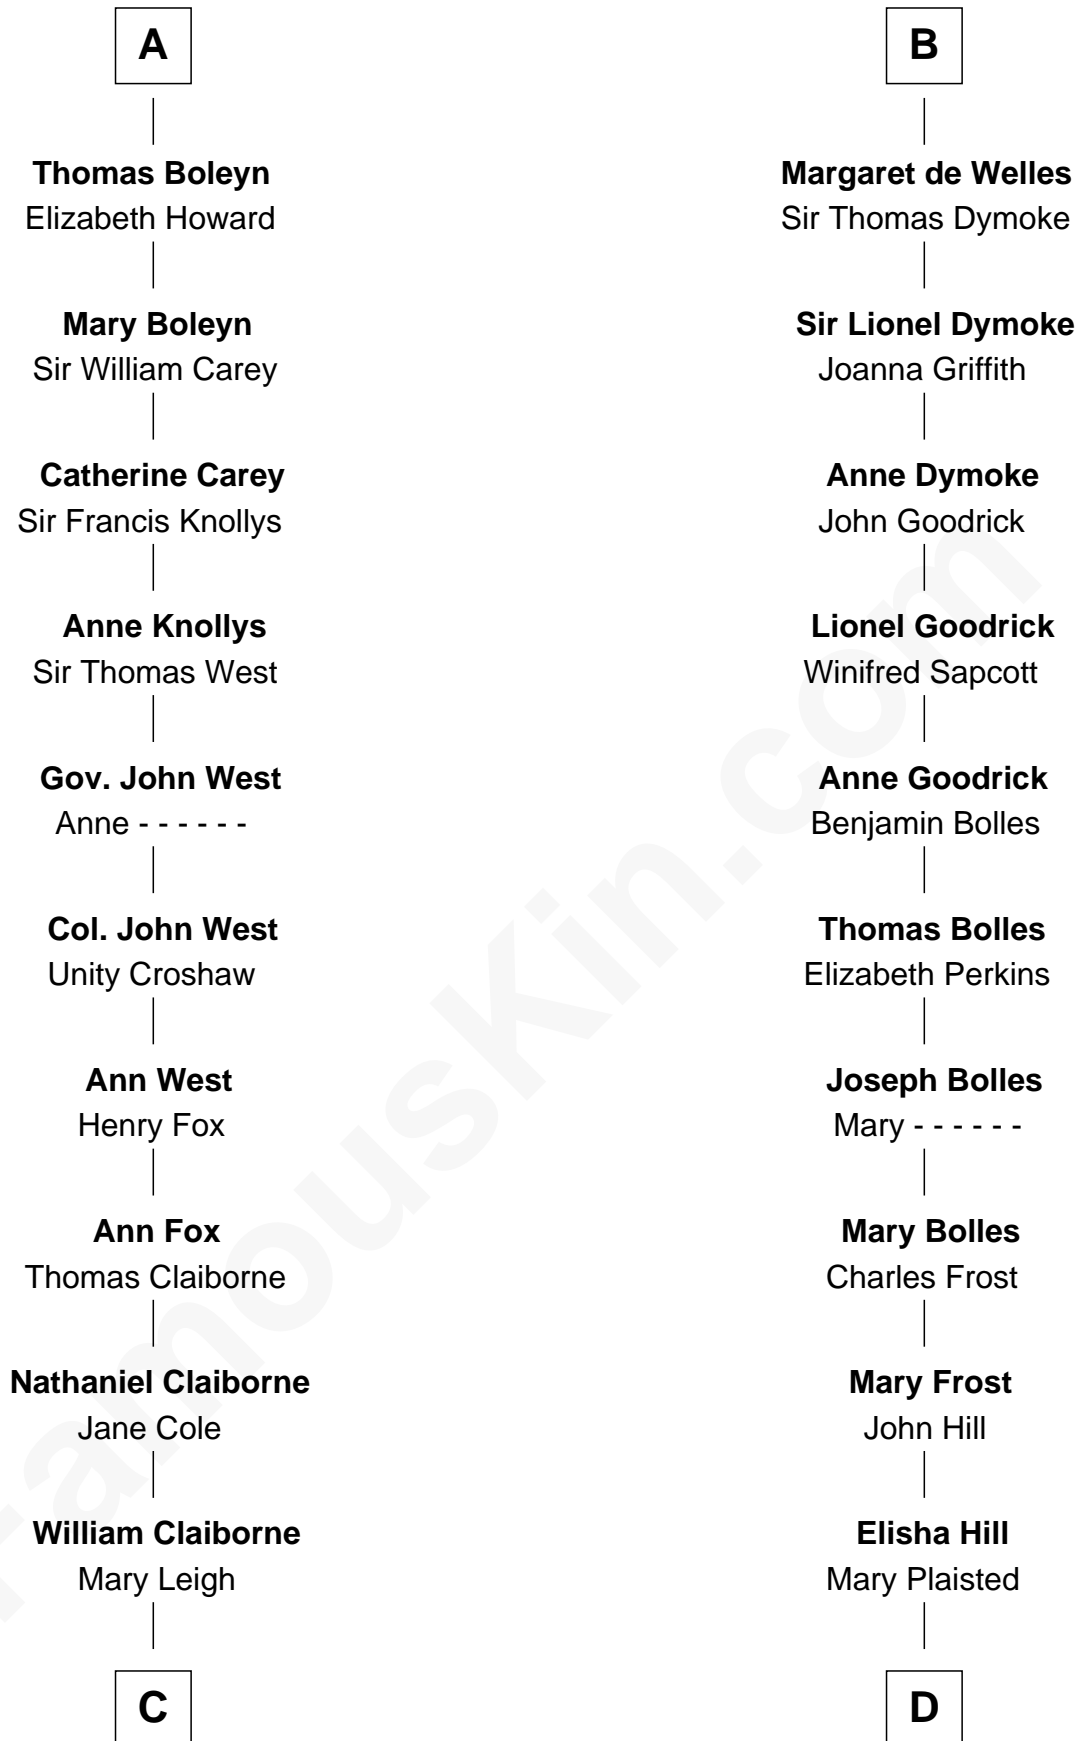 A
Thomas Boleyn
Elizabeth Howard
Mary Boleyn
Sir William Carey
Catherine Carey
Sir Francis Knollys
Anne Knollys
Sir Thomas West
Gov. John West
Anne - - - - - -
Col. John West
Unity Croshaw
Ann West
Henry Fox
Ann Fox
Thomas Claiborne
Nathaniel Claiborne
Jane Cole
William Claiborne
Mary Leigh
C
B
Margaret de Welles
Sir Thomas Dymoke
Sir Lionel Dymoke
Joanna Griffith
Anne Dymoke
John Goodrick
Lionel Goodrick
Winifred Sapcott
Anne Goodrick
Benjamin Bolles
Thomas Bolles
Elizabeth Perkins
Joseph Bolles
Mary - - - - - -
Mary Bolles
Charles Frost
Mary Frost
John Hill
Elisha Hill
Mary Plaisted
D
FamousKin.com